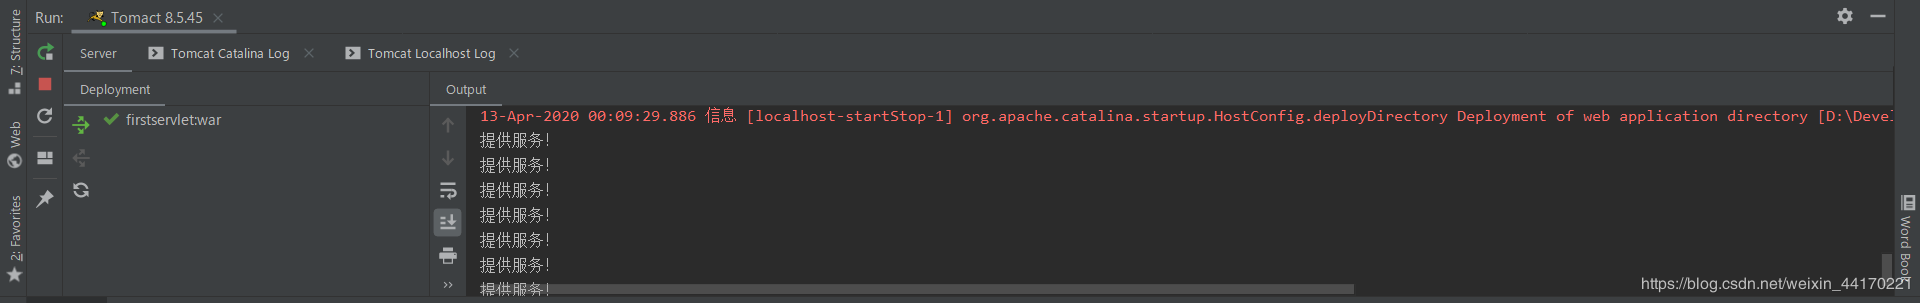 Run: Tomact 8.5.45
Server Tomcat Catalina Log Tomcat Localhost Log
Deployment Output
firstservlet:war
13-Apr-2020 00:09:29.886 信息 [localhost-startStop-1] org.apache.catalina.startup.HostConfig.deployDirectory Deployment of web application directory [D:\Devel
提供服务!
提供服务!
提供服务!
提供服务!
提供服务!
提供服务!
提供服务!
7: Structure
Web
2: Favorites
Word Book
https://blog.csdn.net/weixin_44170221